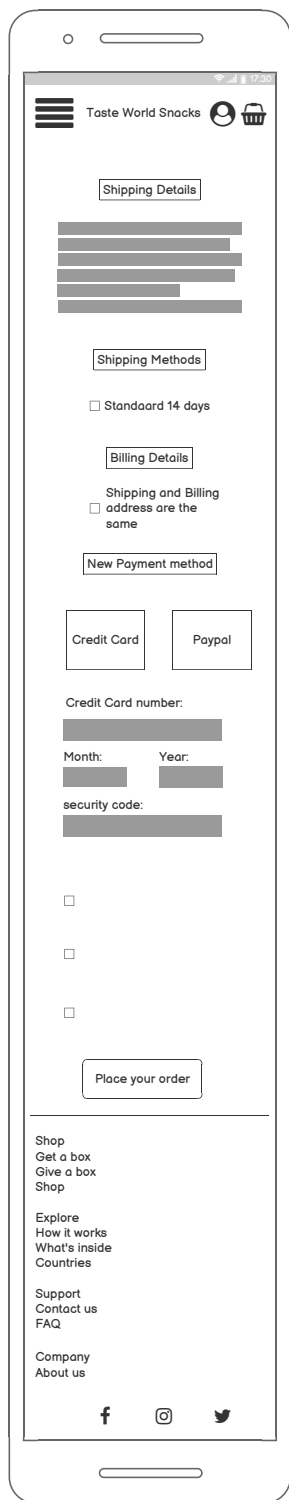 17:30
Taste World Snacks
Shipping Details
Shipping Methods
Standaard 14 days
Billing Details
Shipping and Billing
address are the
same
New Payment method
Credit Card
Paypal
Credit Card number:
Month:
Year:
security code:
Place your order
Shop
Get a box
Give a box
Shop
Explore
How it works
What's inside
Countries
Support
Contact us
FAQ
Company
About us